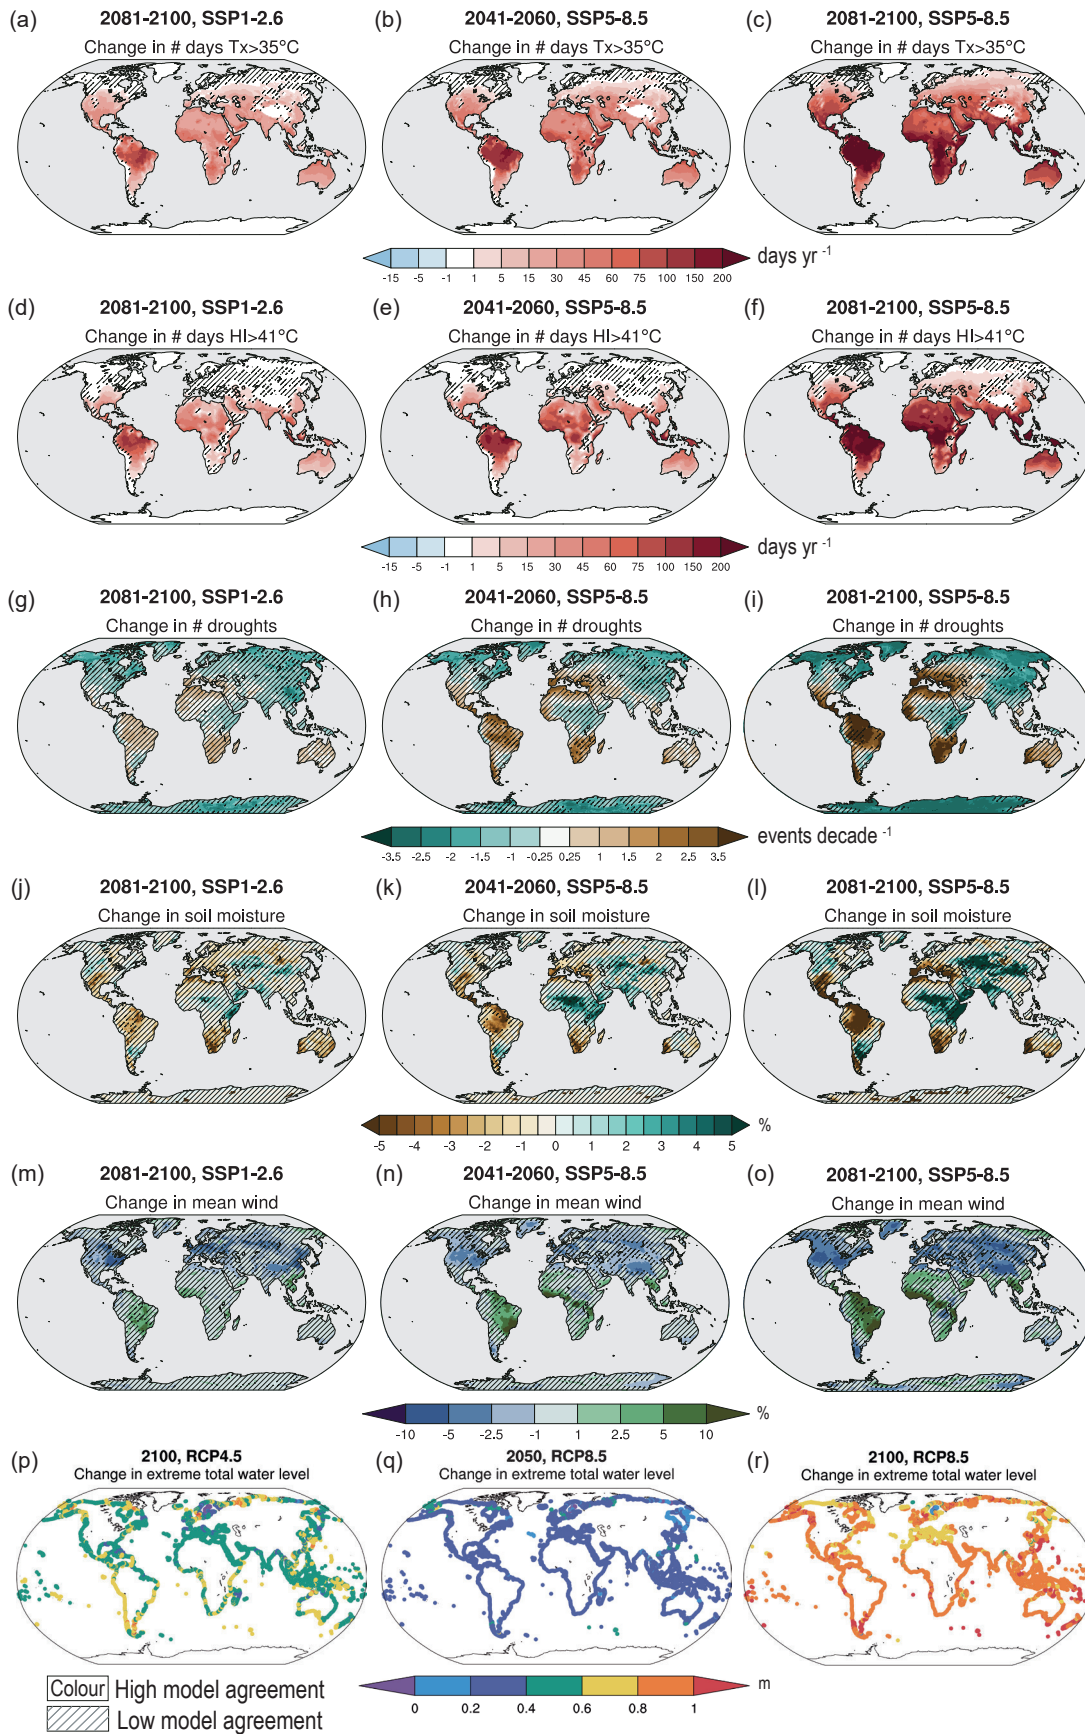 (a) 2081-2100, SSP1-2.6
Change in # days Tx>35°C
(b) 2041-2060, SSP5-8.5
Change in # days Tx>35°C
(c) 2081-2100, SSP5-8.5
Change in # days Tx>35°C
-15 -5 -1 1 5 15 30 45 60 75 100 150 200
days yr -1
(d) 2081-2100, SSP1-2.6
Change in # days HI>41°C
(e) 2041-2060, SSP5-8.5
Change in # days HI>41°C
(f) 2081-2100, SSP5-8.5
Change in # days HI>41°C
-15 -5 -1 1 5 15 30 45 60 75 100 150 200
days yr -1
(g) 2081-2100, SSP1-2.6
Change in # droughts
(h) 2041-2060, SSP5-8.5
Change in # droughts
(i) 2081-2100, SSP5-8.5
Change in # droughts
-3.5 -2.5 -2 -1.5 -1 -0.25 0.25 1 1.5 2 2.5 3.5
events decade -1
(j) 2081-2100, SSP1-2.6
Change in soil moisture
(k) 2041-2060, SSP5-8.5
Change in soil moisture
(l) 2081-2100, SSP5-8.5
Change in soil moisture
-5 -4 -3 -2 -1 0 1 2 3 4 5
%
(m) 2081-2100, SSP1-2.6
Change in mean wind
(n) 2041-2060, SSP5-8.5
Change in mean wind
(o) 2081-2100, SSP5-8.5
Change in mean wind
-10 -5 -2.5 -1 1 2.5 5 10
%
(p) 2100, RCP4.5
Change in extreme total water level
(q) 2050, RCP8.5
Change in extreme total water level
(r) 2100, RCP8.5
Change in extreme total water level
0 0.2 0.4 0.6 0.8 1
m
Colour High model agreement
Low model agreement